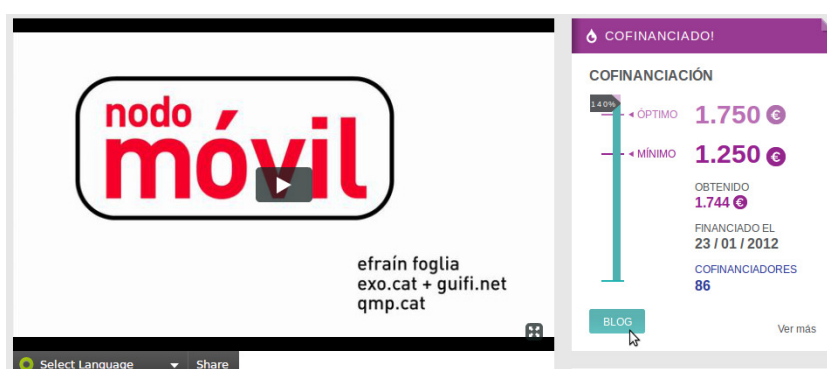 nodo
móvil
efraín foglia
exo.cat + guifi.net
qmp.cat
Select Language
Share
COFINANCIADO!
COFINANCIACIÓN
140%
ÓPTIMO 1.750 €
MÍNIMO 1.250 €
OBTENIDO
1.744 €
FINANCIADO EL
23 / 01 / 2012
COFINANCIADORES
86
BLOG
Ver más